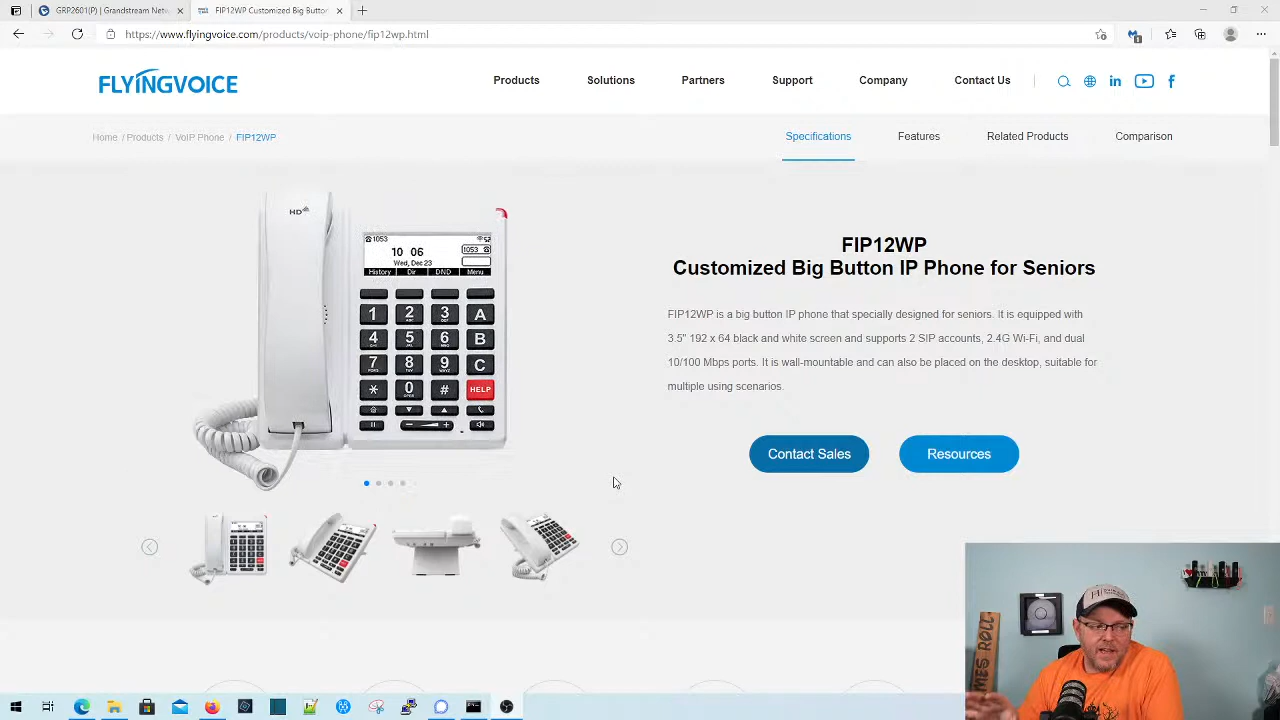 GRP2601(P) | Grandstream Netw
FIP12WP Customized Big Button
https://www.flyingvoice.com/products/voip-phone/fip12wp.html
FLYINGVOICE
Products
Solutions
Partners
Support
Company
Contact Us
Home / Products / VoIP Phone / FIP12WP
Specifications
Features
Related Products
Comparison
HD
1053
10 06
1053
Wed, Dec 23
History Dir DND Menu
1 2 3 A
4 5 6 B
7 8 9 C
* 0 # HELP
FIP12WP
Customized Big Button IP Phone for Seniors
FIP12WP is a big button IP phone that specially designed for seniors. It is equipped with
3.5" 192 x 64 black and white screen and supports 2 SIP accounts, 2.4G Wi-Fi, and dual
10/100 Mbps ports. It is wall-mountable and can also be placed on the desktop, suitable for
multiple using scenarios.
Contact Sales
Resources